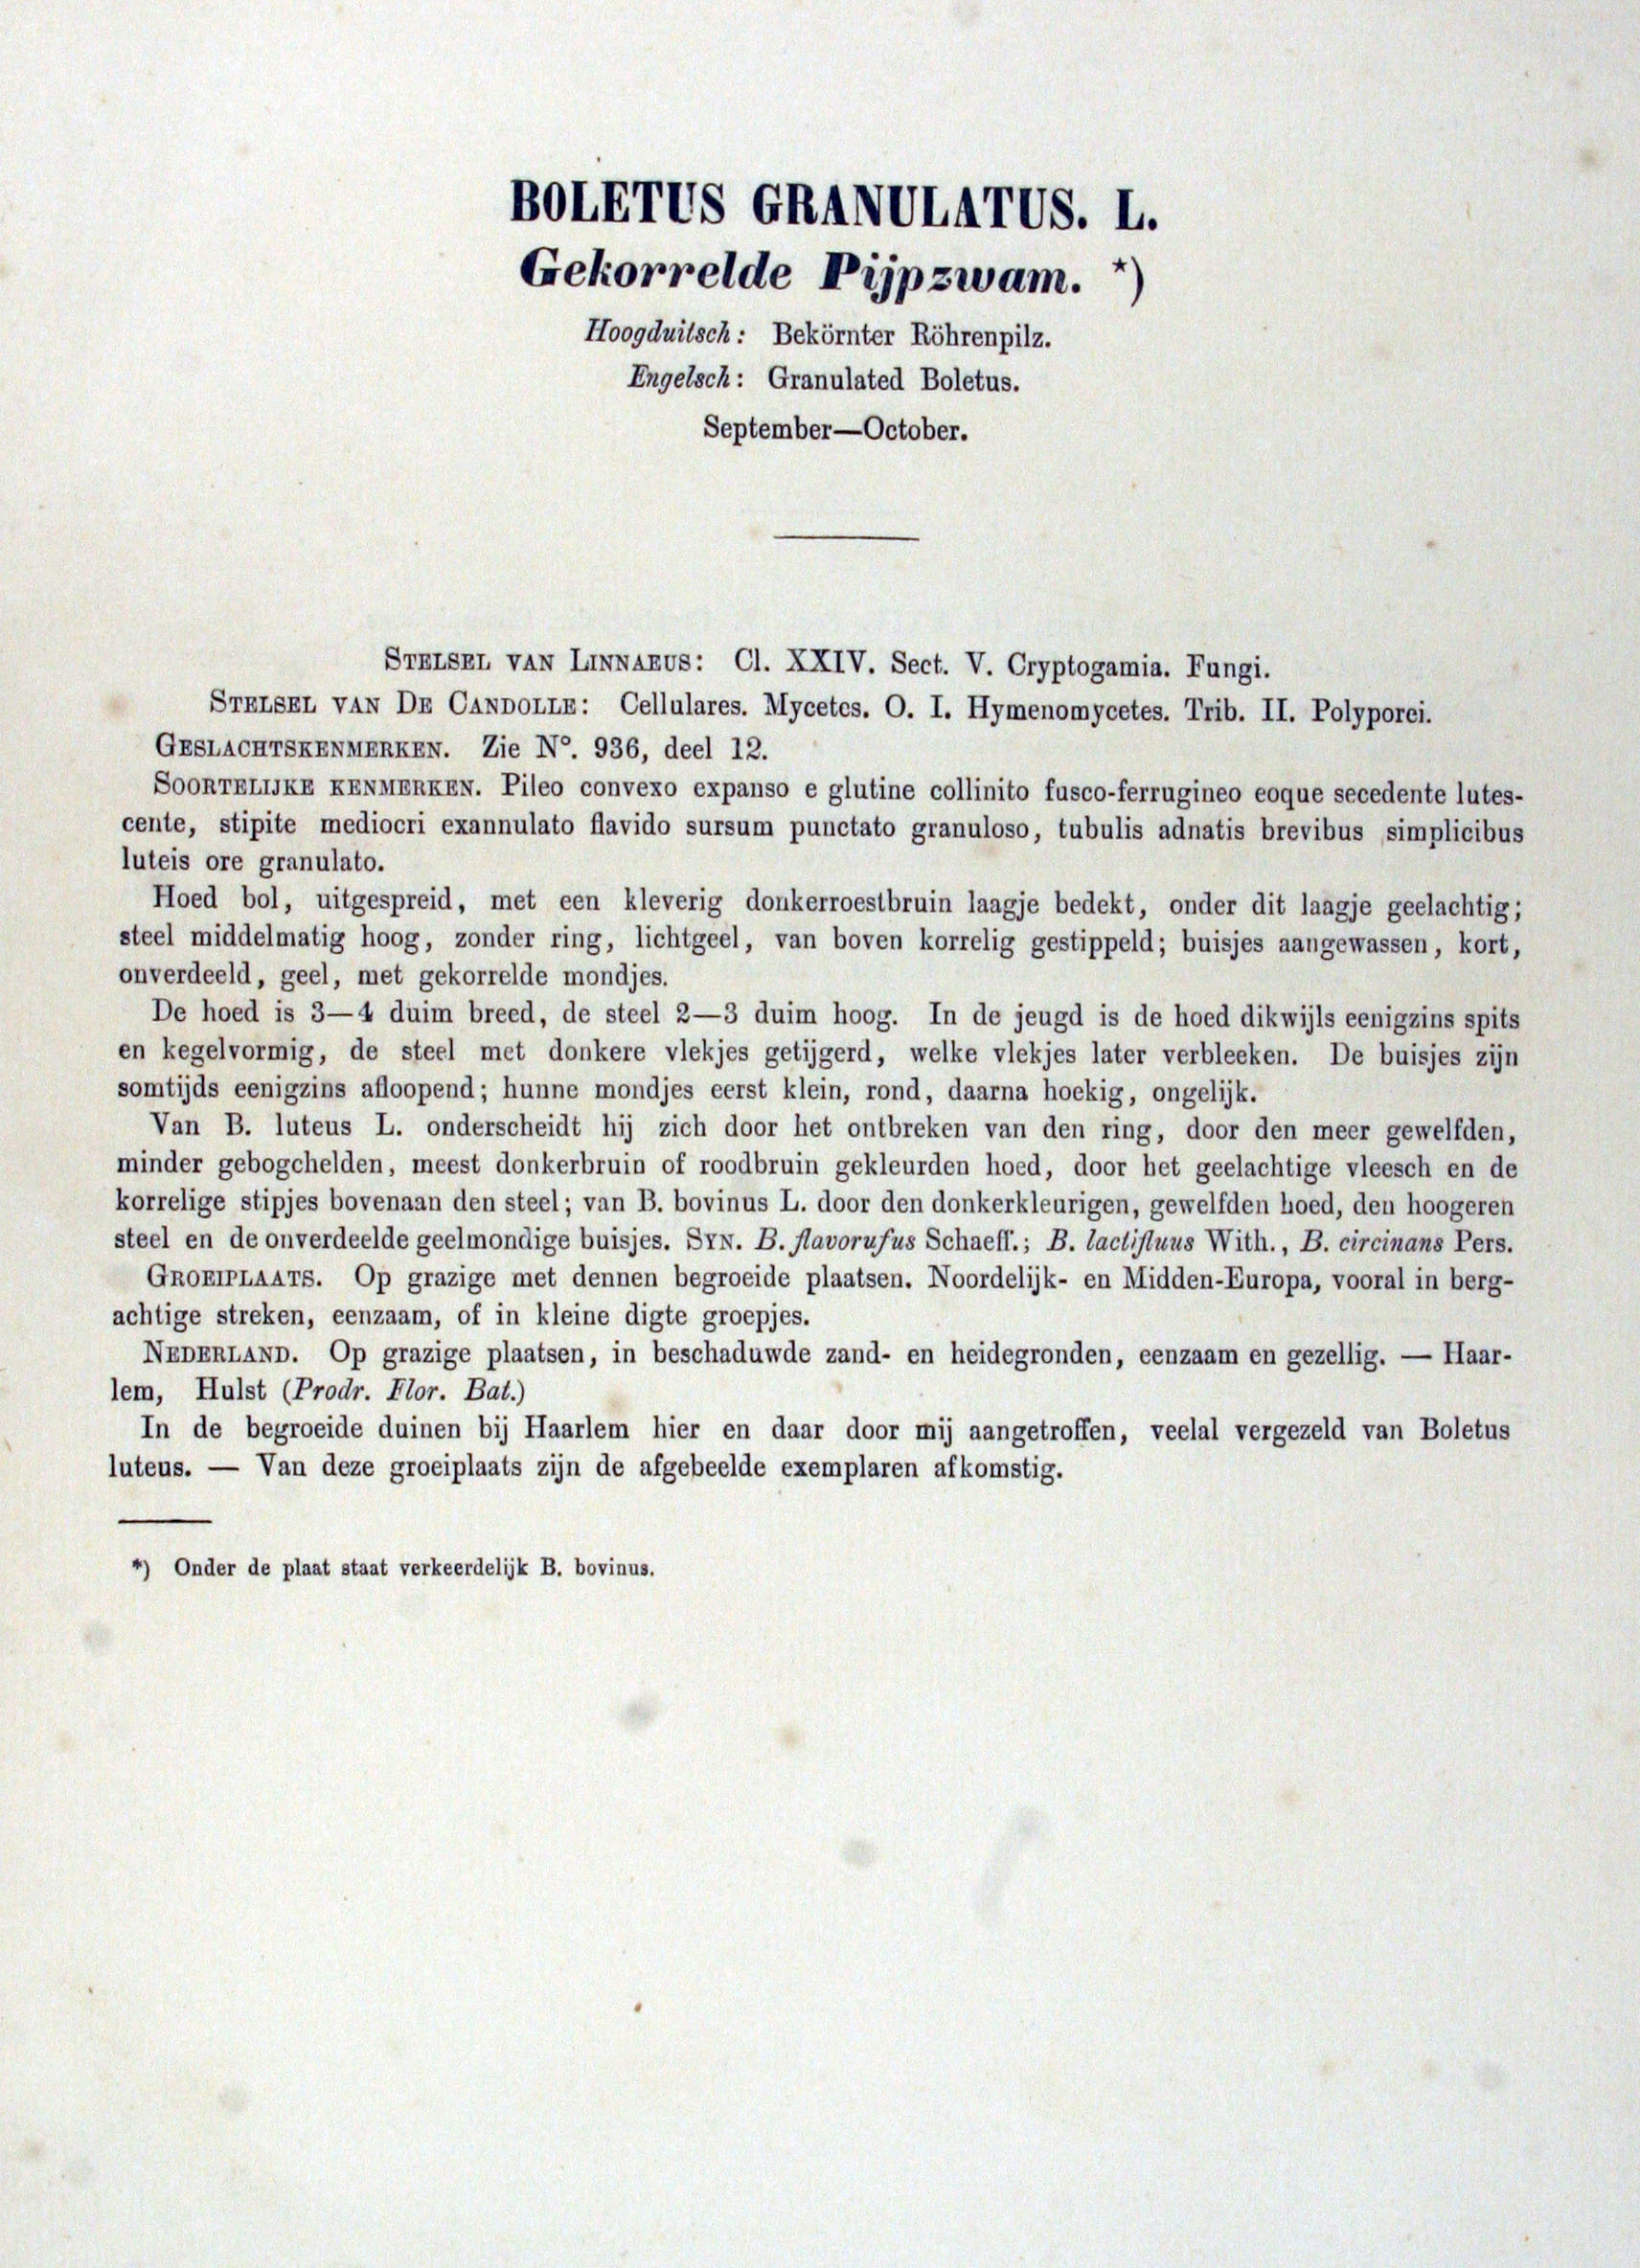 BOLETUS GRANULATUS. L.
Gekorrelde Pijpzwam. *)
Hoogduitsch: Bekörnter Röhrenpilz.
Engelsch: Granulated Boletus.
September—October.
STELSEL VAN LINNAEUS: Cl. XXIV. Sect. V. Cryptogamia. Fungi.
STELSEL VAN DE CANDOLLE: Cellulares. Mycetes. O. I. Hymenomycetes. Trib. II. Polyporei.
GESLACHTSKENMERKEN. Zie N°. 936, deel 12.
SOORTELIJKE KENMERKEN. Pileo convexo expanso e glutine collinito fusco-ferrugineo eoque secedente lutes-
cente, stipite mediocri exannulato flavido sursum punctato granuloso, tubulis adnatis brevibus simplicibus
luteis ore granulato.
Hoed bol, uitgespreid, met een kleverig donkerroestbruin laagje bedekt, onder dit laagje geelachtig;
steel middelmatig hoog, zonder ring, lichtgeel, van boven korrelig gestippeld; buisjes aangewassen, kort,
onverdeeld, geel, met gekorrelde mondjes.
De hoed is 3—4 duim breed, de steel 2—3 duim hoog. In de jeugd is de hoed dikwijls eenigzins spits
en kegelvormig, de steel met donkere vlekjes getijgerd, welke vlekjes later verbleeken. De buisjes zijn
somtijds eenigzins afloopend; hunne mondjes eerst klein, rond, daarna hoekig, ongelijk.
Van B. luteus L. onderscheidt hij zich door het ontbreken van den ring, door den meer gewelfden,
minder gebogchelden, meest donkerbruin of roodbruin gekleurden hoed, door het geelachtige vleesch en de
korrelige stipjes bovenaan den steel; van B. bovinus L. door den donkerkleurigen, gewelfden hoed, den hoogeren
steel en de onverdeelde geelmondige buisjes. SYN. B. flavorufus Schaeff.; B. lactifluus With., B. circinans Pers.
GROEIPLAATS. Op grazige met dennen begroeide plaatsen. Noordelijk- en Midden-Europa, vooral in berg-
achtige streken, eenzaam, of in kleine digte groepjes.
NEDERLAND. Op grazige plaatsen, in beschaduwde zand- en heidegronden, eenzaam en gezellig. — Haar-
lem, Hulst (Prodr. Flor. Bat.)
In de begroeide duinen bij Haarlem hier en daar door mij aangetroffen, veelal vergezeld van Boletus
luteus. — Van deze groeiplaats zijn de afgebeelde exemplaren afkomstig.
*) Onder de plaat staat verkeerdelijk B. bovinus.